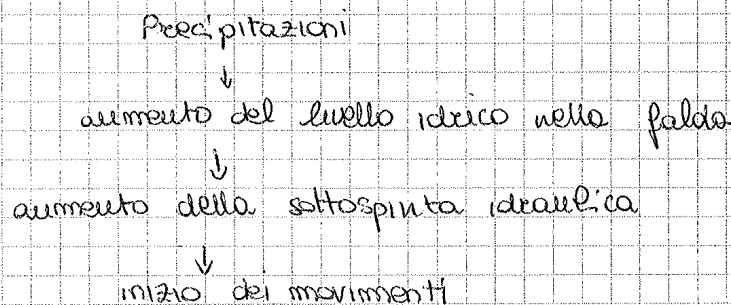 Precipitazioni
↓
aumento del livello idrico nella falda
↓
aumento della sottospinta idraulica
↓
inizio dei movimenti